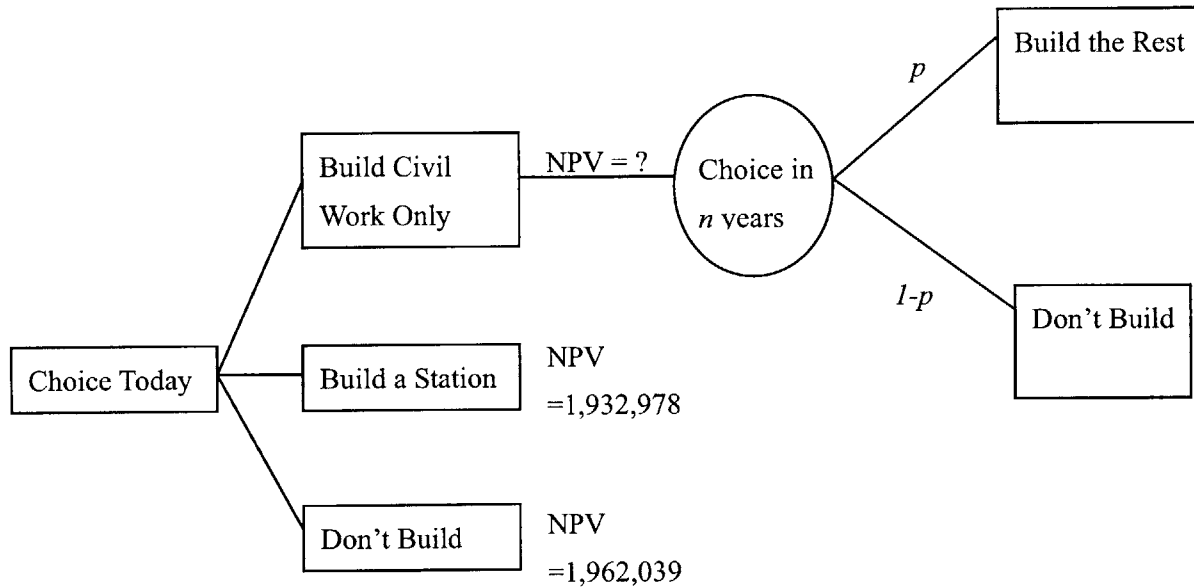 Build the Rest
p
Build Civil
Work Only
NPV = ?
Choice in
n years
1-p
Don't Build
Choice Today
Build a Station
NPV
=1,932,978
Don't Build
NPV
=1,962,039